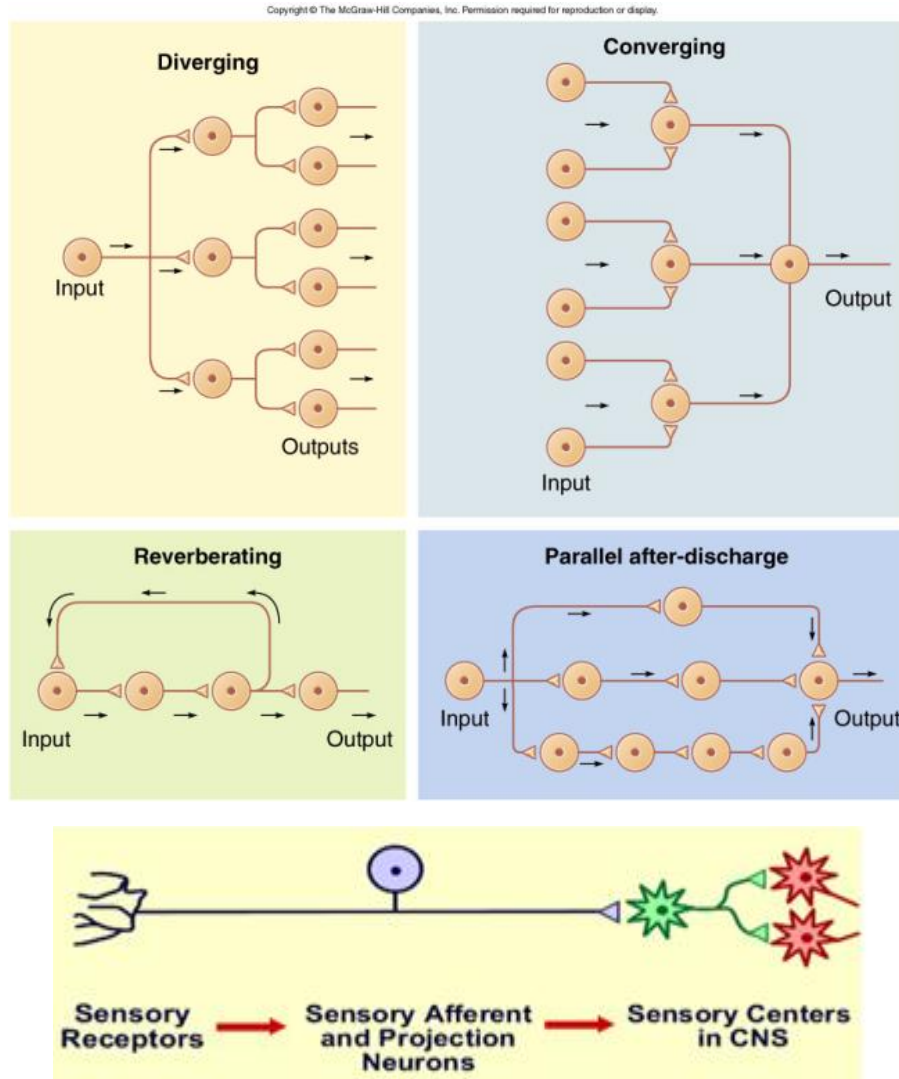 Copyright © The McGraw-Hill Companies, Inc. Permission required for reproduction or display.
Diverging
Input
Outputs
Converging
Output
Input
Reverberating
Input
Output
Parallel after-discharge
Input
Output
Sensory
Receptors
Sensory Afferent
and Projection
Neurons
Sensory Centers
in CNS